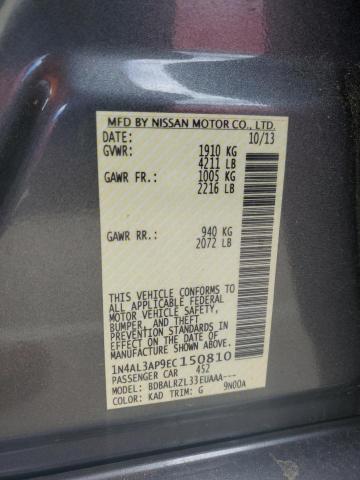 MFD BY NISSAN MOTOR CO., LTD.
DATE: 10/13
GVWR: 1910 KG
4211 LB
GAWR FR.: 1005 KG
2216 LB
GAWR RR.: 940 KG
2072 LB
THIS VEHICLE CONFORMS TO
ALL APPLICABLE FEDERAL
MOTOR VEHICLE SAFETY,
BUMPER, AND THEFT
PREVENTION STANDARDS IN
EFFECT ON THE DATE OF
MANUFACTURE SHOWN ABOVE.
1N4AL3AP9EC150810
PASSENGER CAR 452
MODEL: BDBALRZL33EUAAA---
COLOR: KAD TRIM: G 9N00A